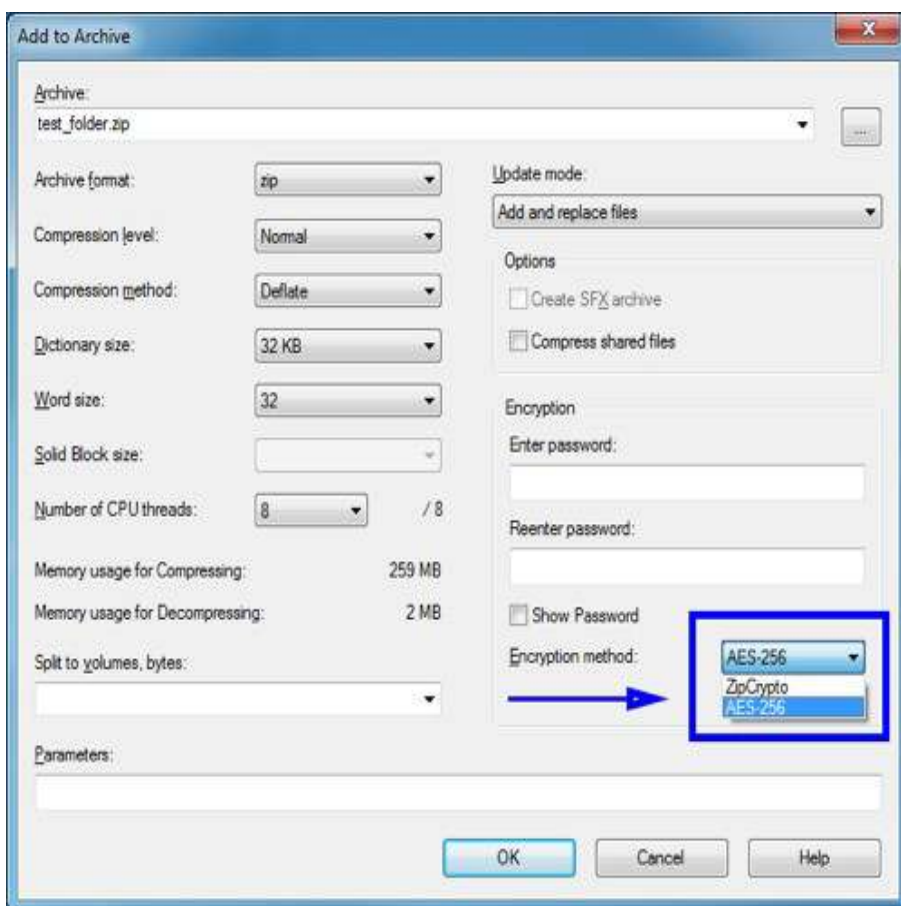 Add to Archive
Archive:
test_folder.zip
...
Archive format:
zip
Compression level:
Normal
Compression method:
Deflate
Dictionary size:
32 KB
Word size:
32
Solid Block size:
Number of CPU threads:
8
/ 8
Memory usage for Compressing:
259 MB
Memory usage for Decompressing:
2 MB
Split to volumes, bytes:
Parameters:
Update mode:
Add and replace files
Options
Create SFX archive
Compress shared files
Encryption
Enter password:
Reenter password:
Show Password
Encryption method:
AES-256
ZipCrypto
AES-256
OK
Cancel
Help